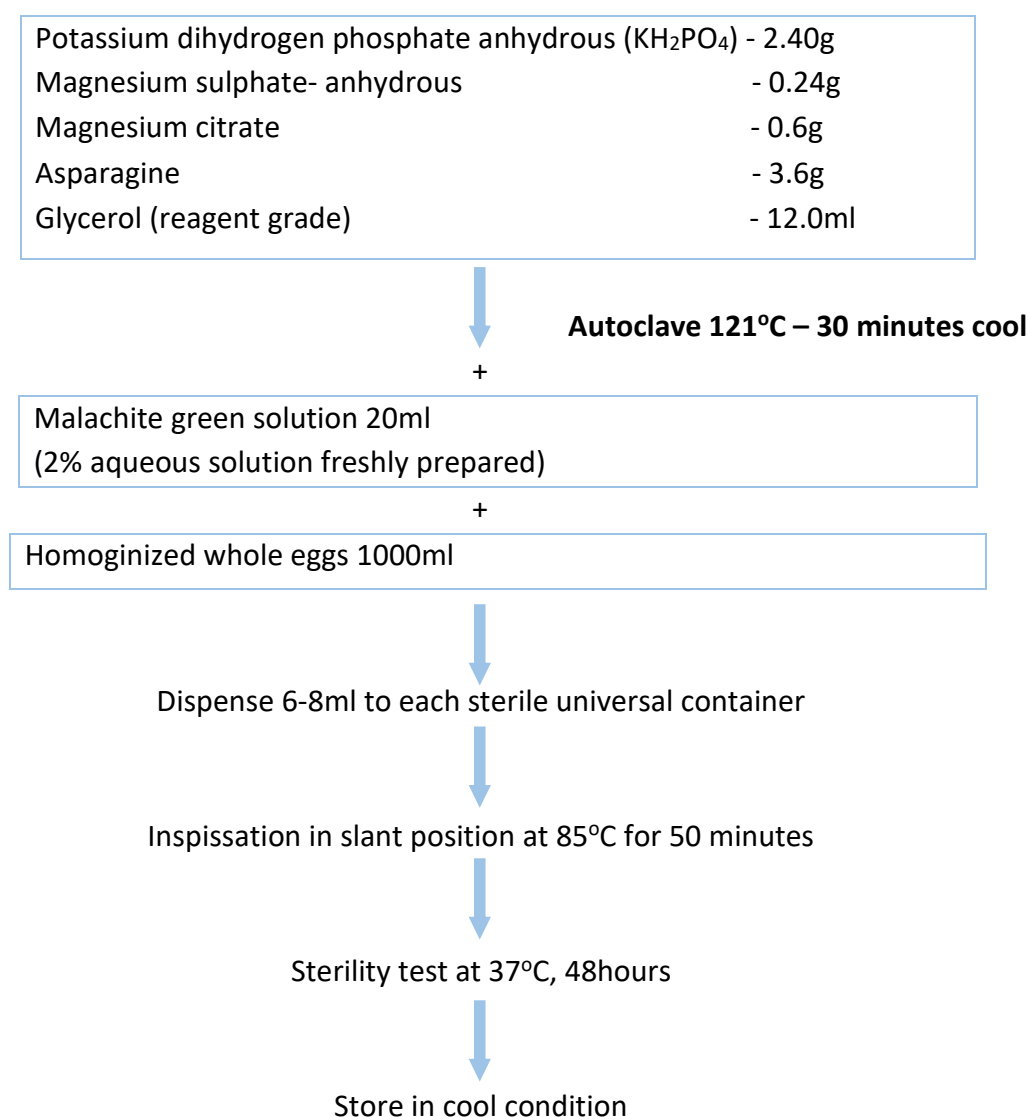 Potassium dihydrogen phosphate anhydrous (KH₂PO₄) - 2.40g
Magnesium sulphate- anhydrous - 0.24g
Magnesium citrate - 0.6g
Asparagine - 3.6g
Glycerol (reagent grade) - 12.0ml
Autoclave 121ᵒC – 30 minutes cool
+
Malachite green solution 20ml
(2% aqueous solution freshly prepared)
+
Homoginized whole eggs 1000ml
Dispense 6-8ml to each sterile universal container
Inspissation in slant position at 85ᵒC for 50 minutes
Sterility test at 37ᵒC, 48hours
Store in cool condition